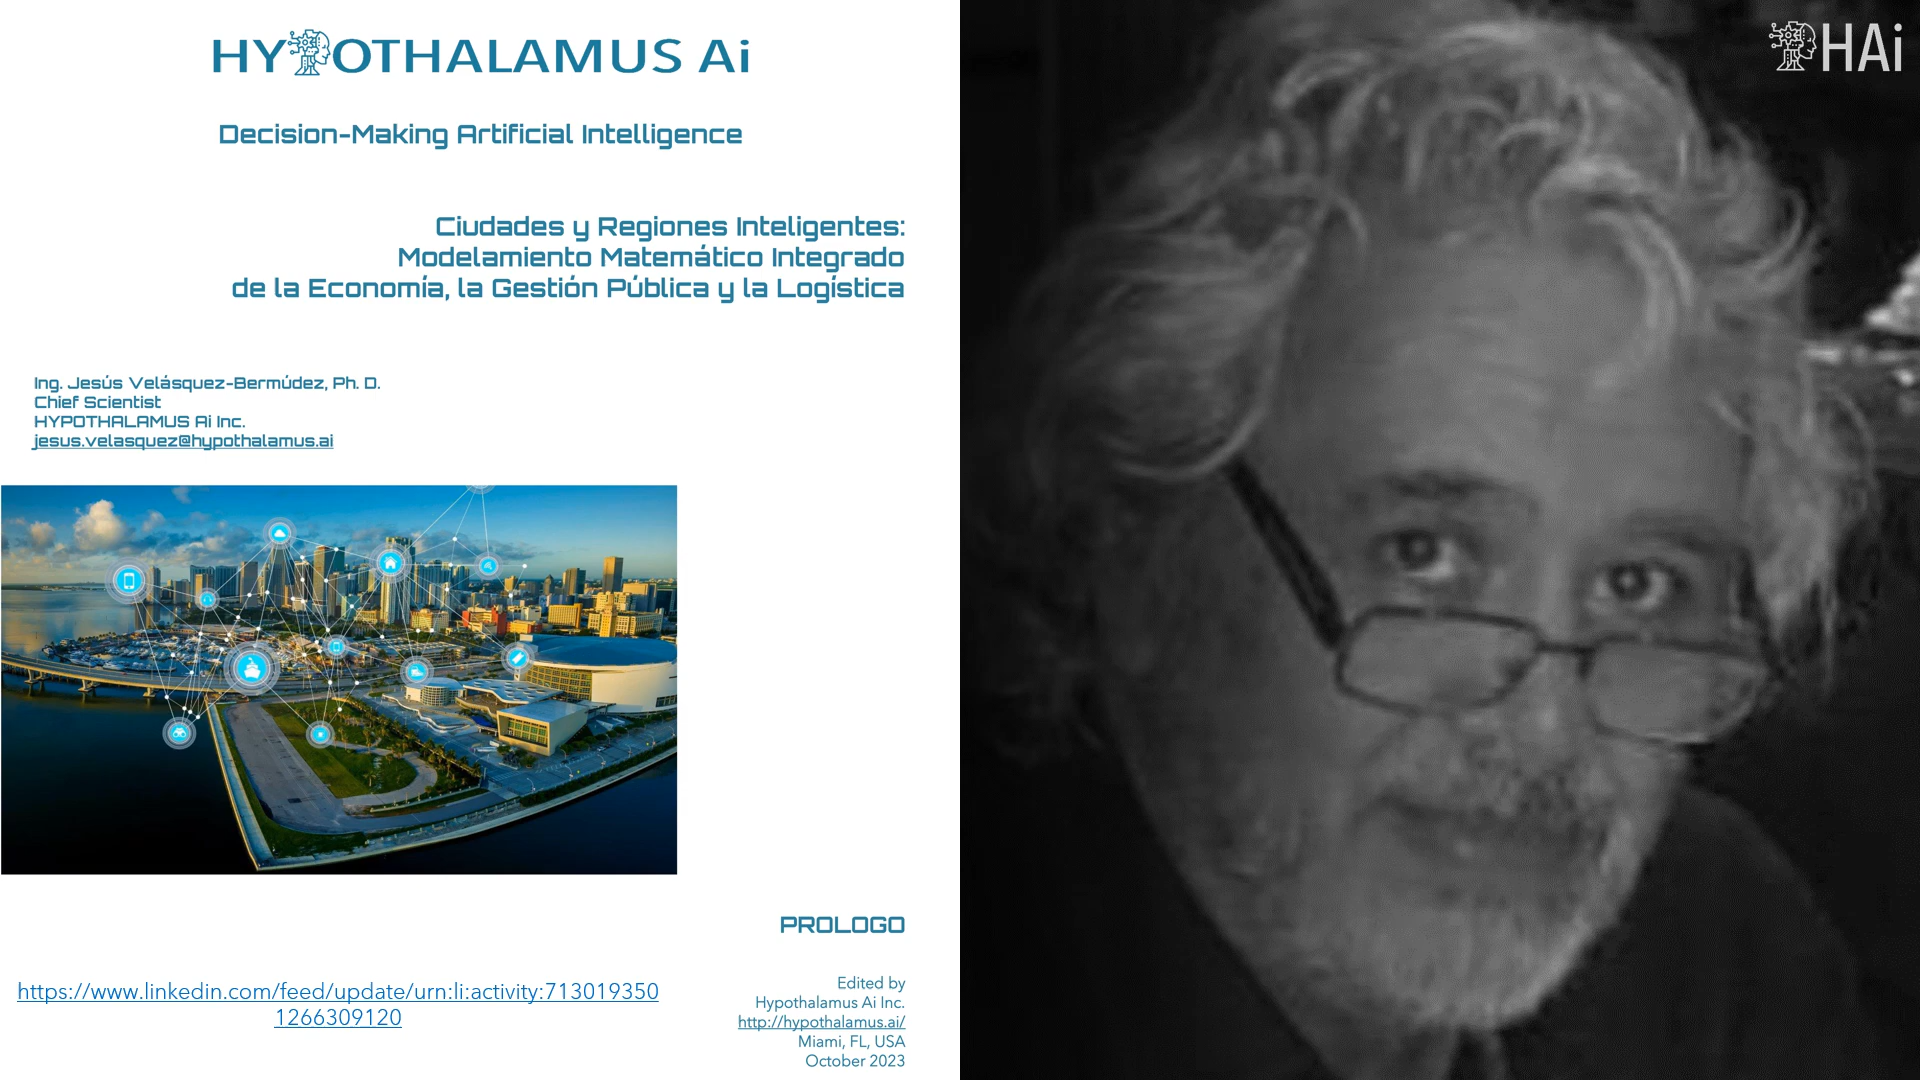 HYPOTHALAMUS Ai
Decision-Making Artificial Intelligence
Ciudades y Regiones Inteligentes:
Modelamiento Matemático Integrado
de la Economía, la Gestión Pública y la Logística
Ing. Jesús Velásquez-Bermúdez, Ph. D.
Chief Scientist
HYPOTHALAMUS Ai Inc.
jesus.velasquez@hypothalamus.ai
PROLOGO
https://www.linkedin.com/feed/update/urn:li:activity:713019350
1266309120
Edited by
Hypothalamus Ai Inc.
http://hypothalamus.ai/
Miami, FL, USA
October 2023
HAi